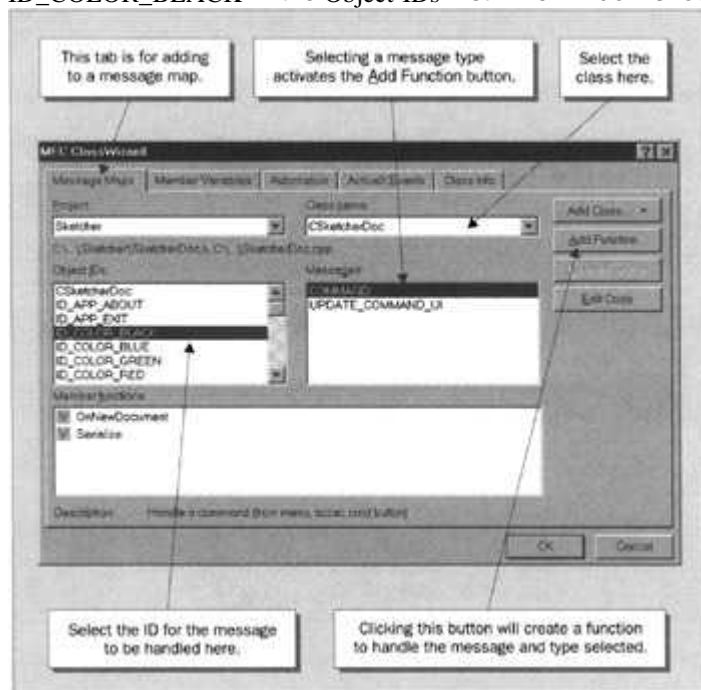 ID_COLOR_BLACK
Object IDs
This tab is for adding
to a message map.
Selecting a message type
activates the Add Function button.
Select the
class here.
MFC ClassWizard
Message Maps
Member Variables
Automation
ActiveX Events
Class Info
Project:
Class name:
Add Class...
Sketcher
CSketcherDoc
Add Function
Object IDs:
Messages:
Edit Code
CSketcherDoc
ID_APP_ABOUT
ID_APP_EXIT
ID_COLOR_BLACK
ID_COLOR_BLUE
ID_COLOR_GREEN
ID_COLOR_RED
COMMAND
UPDATE_COMMAND_UI
Member functions:
V OnNewDocument
V Serialize
Description: Handle a command (from menu, accel, cmd button)
OK
Cancel
Select the ID for the message
to be handled here.
Clicking this button will create a function
to handle the message and type selected.